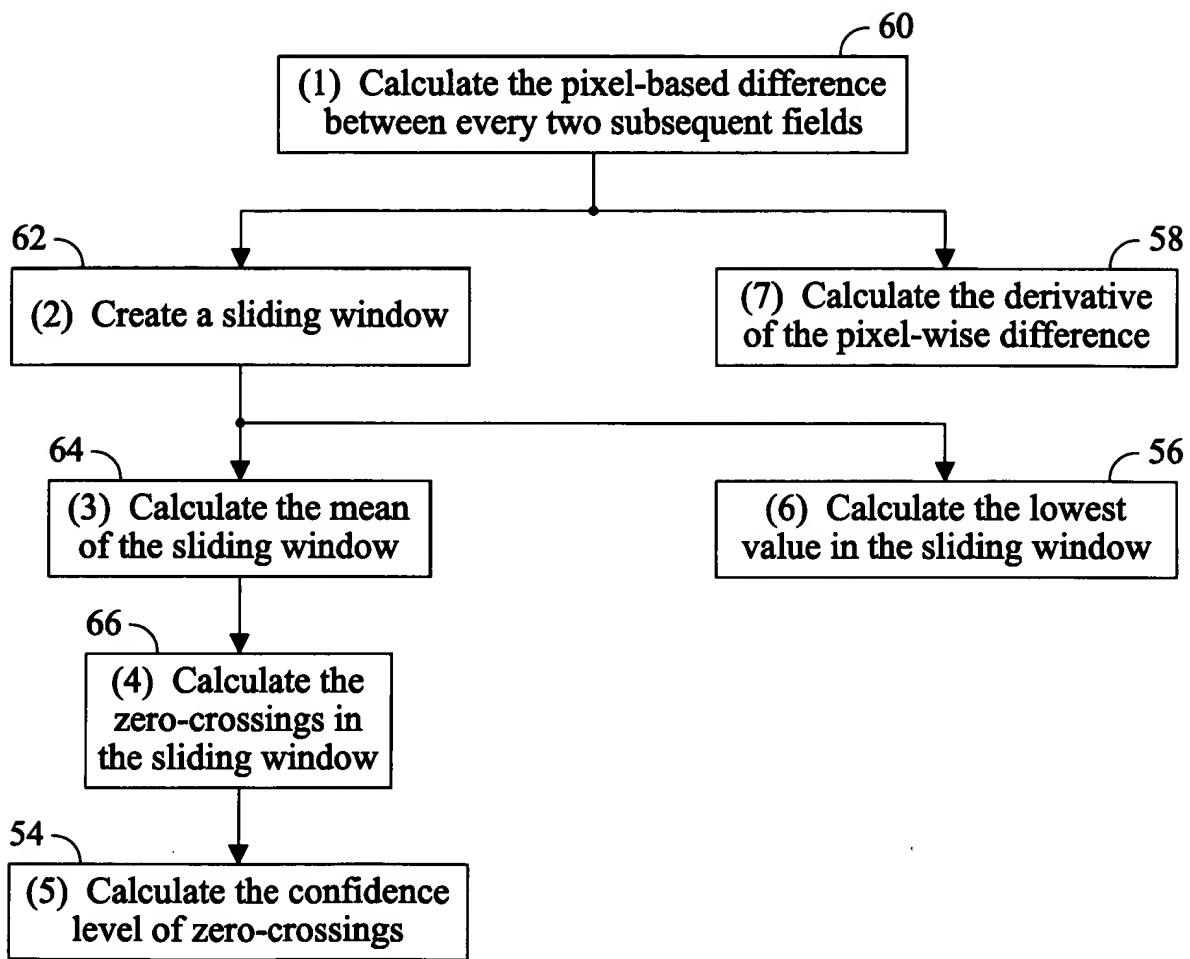 60
(1) Calculate the pixel-based difference
between every two subsequent fields
62
(2) Create a sliding window
58
(7) Calculate the derivative
of the pixel-wise difference
64
(3) Calculate the mean
of the sliding window
56
(6) Calculate the lowest
value in the sliding window
66
(4) Calculate the
zero-crossings in
the sliding window
54
(5) Calculate the confidence
level of zero-crossings